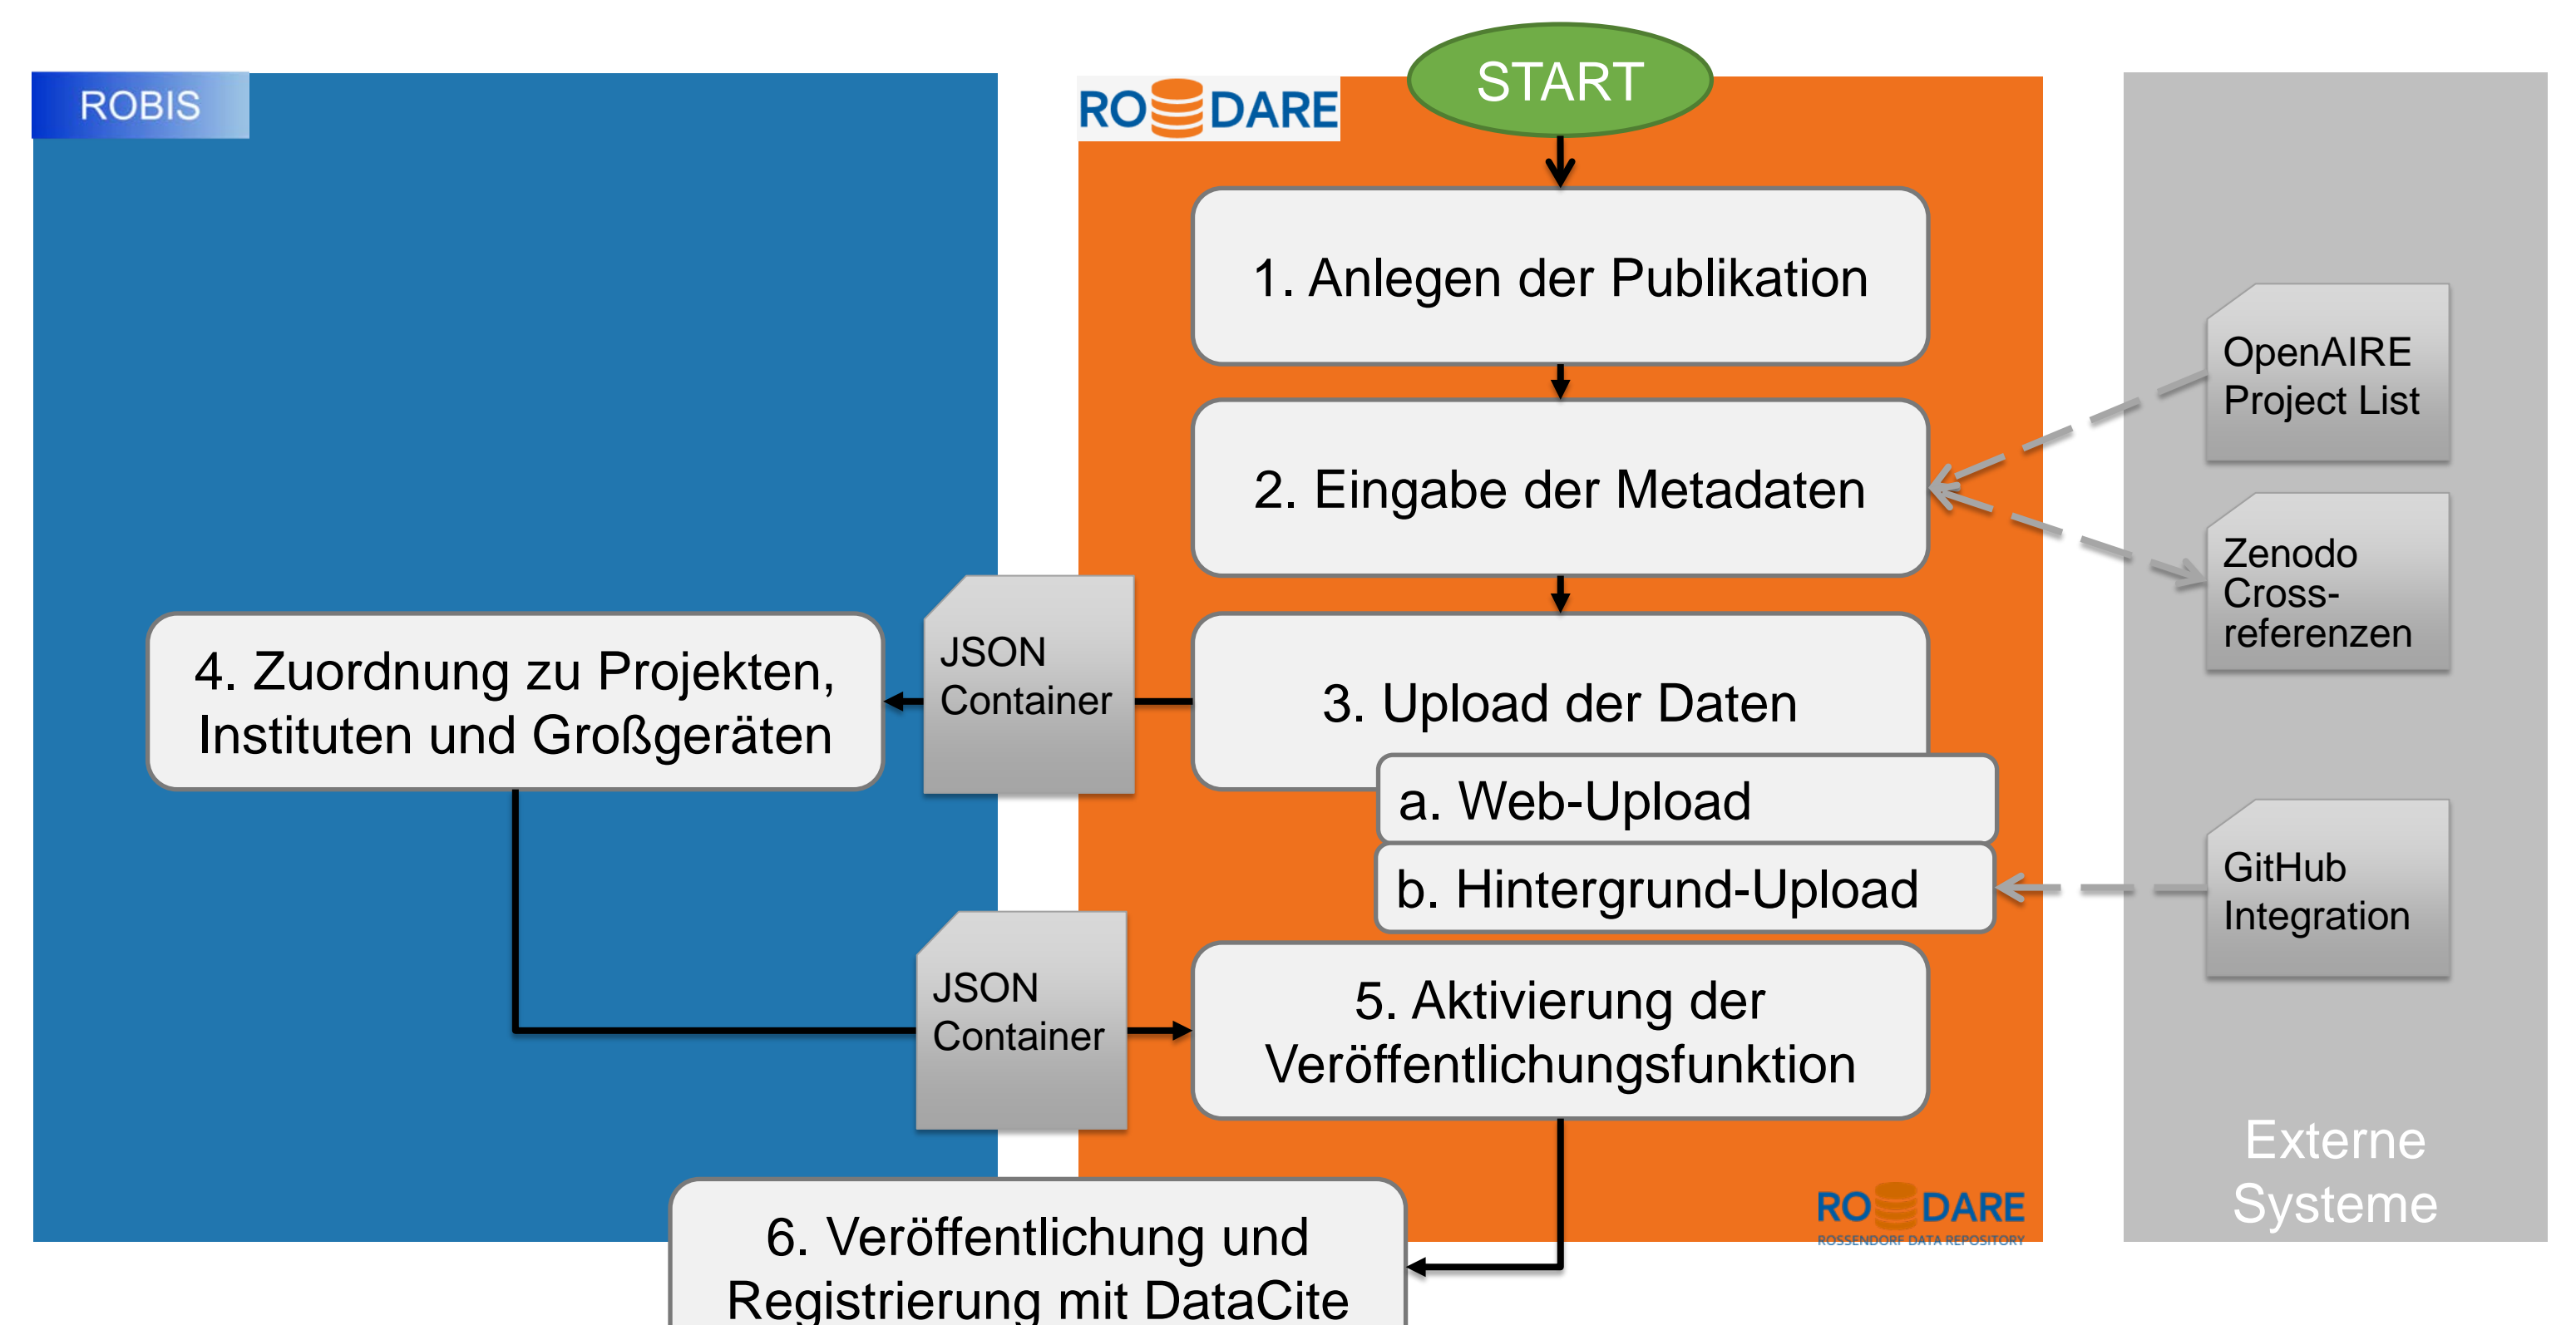 ROBIS
RODARE
START
1. Anlegen der Publikation
2. Eingabe der Metadaten
OpenAIRE
Project List
Zenodo
Cross-
referenzen
3. Upload der Daten
a. Web-Upload
b. Hintergrund-Upload
GitHub
Integration
JSON
Container
4. Zuordnung zu Projekten,
Instituten und Großgeräten
JSON
Container
5. Aktivierung der
Veröffentlichungsfunktion
6. Veröffentlichung und
Registrierung mit DataCite
RODARE
ROSSENDORF DATA REPOSITORY
Externe
Systeme